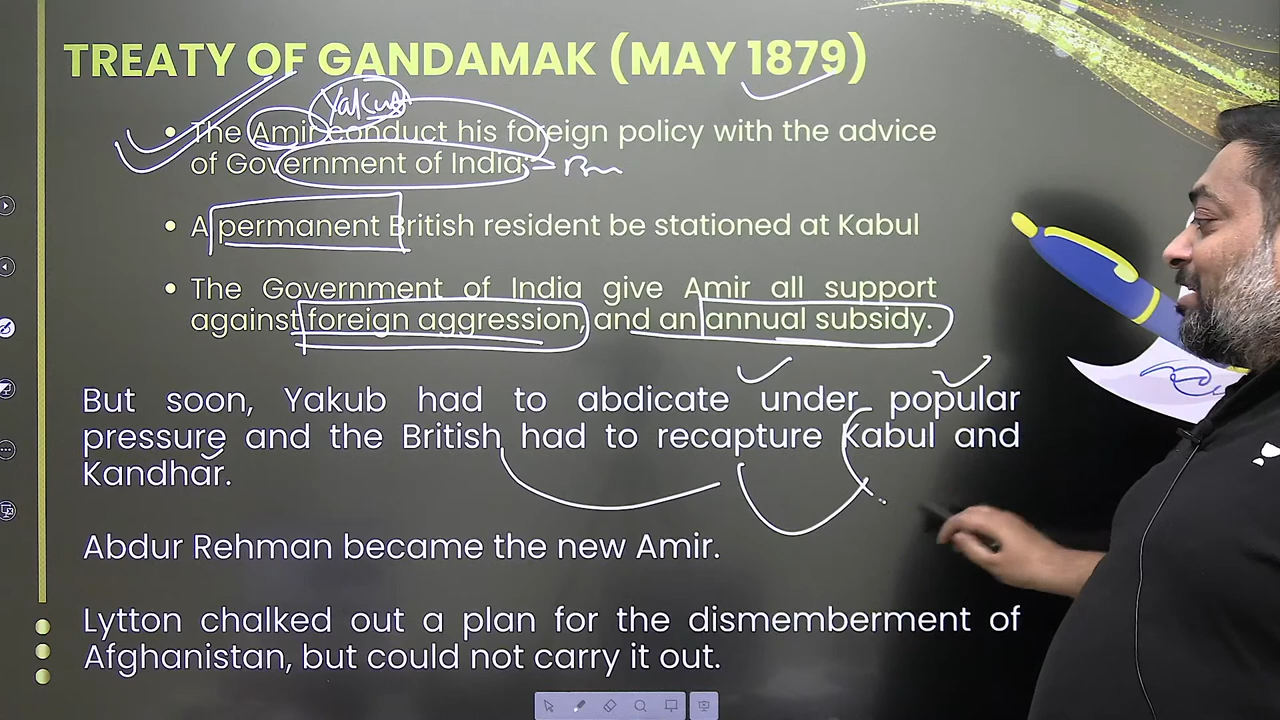 TREATY OF GANDAMAK (MAY 1879)
Yakub
• The Amir conduct his foreign policy with the advice
of Government of India;
• A permanent British resident be stationed at Kabul
• The Government of India give Amir all support
against foreign aggression, and an annual subsidy.
But soon, Yakub had to abdicate under popular
pressure and the British had to recapture Kabul and
Kandhar.
Abdur Rehman became the new Amir.
Lytton chalked out a plan for the dismemberment of
Afghanistan, but could not carry it out.